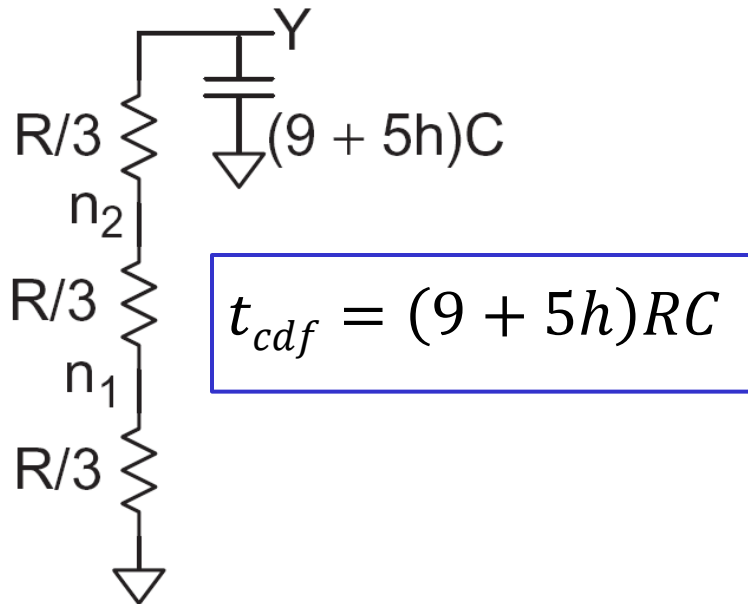 Y
R/3
(9 + 5h)C
n₂
R/3
t_cdf = (9 + 5h)RC
n₁
R/3